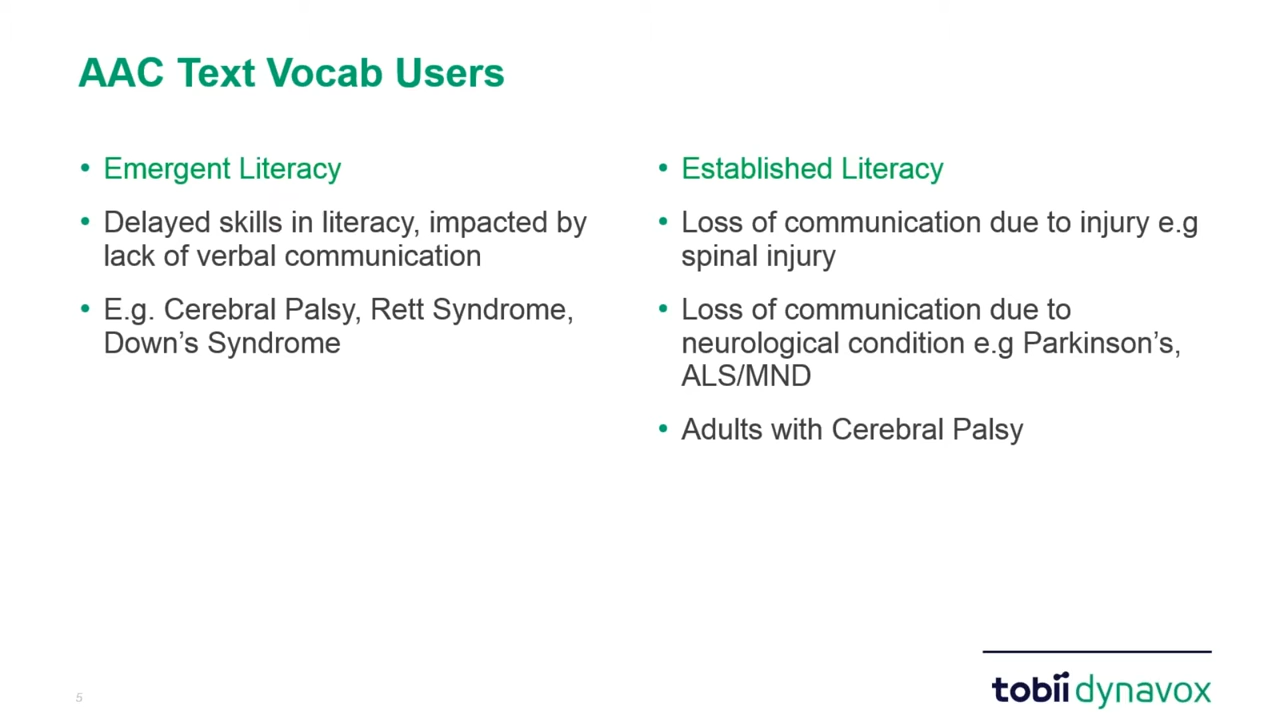 AAC Text Vocab Users
• Emergent Literacy
• Delayed skills in literacy, impacted by
lack of verbal communication
• E.g. Cerebral Palsy, Rett Syndrome,
Down’s Syndrome
• Established Literacy
• Loss of communication due to injury e.g
spinal injury
• Loss of communication due to
neurological condition e.g Parkinson’s,
ALS/MND
• Adults with Cerebral Palsy
5
tobii dynavox